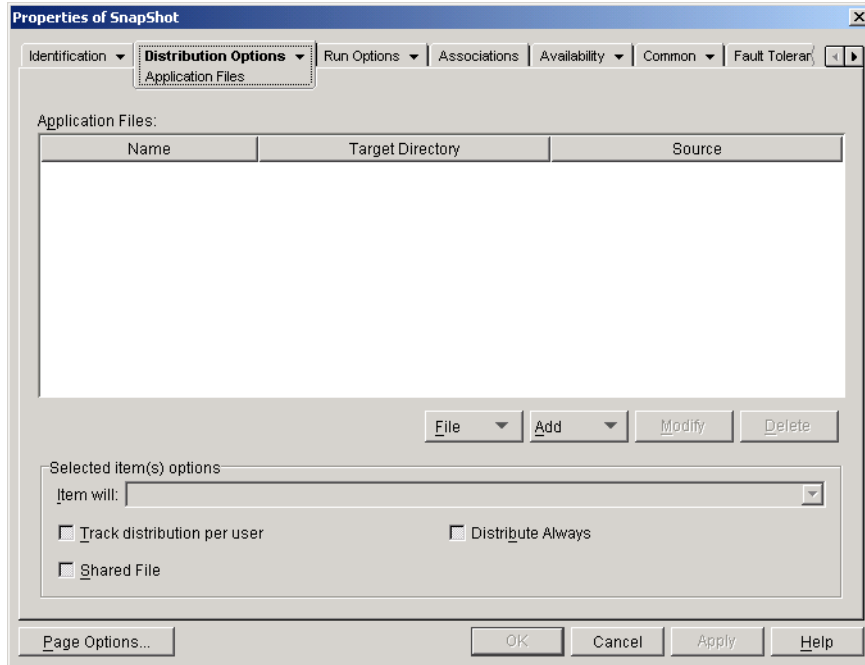 Properties of SnapShot
Identification
Distribution Options
Run Options
Associations
Availability
Common
Fault Toleran
Application Files
Application Files:
Name
Target Directory
Source
File
Add
Modify
Delete
Selected item(s) options
Item will:
Track distribution per user
Distribute Always
Shared File
Page Options...
OK
Cancel
Apply
Help